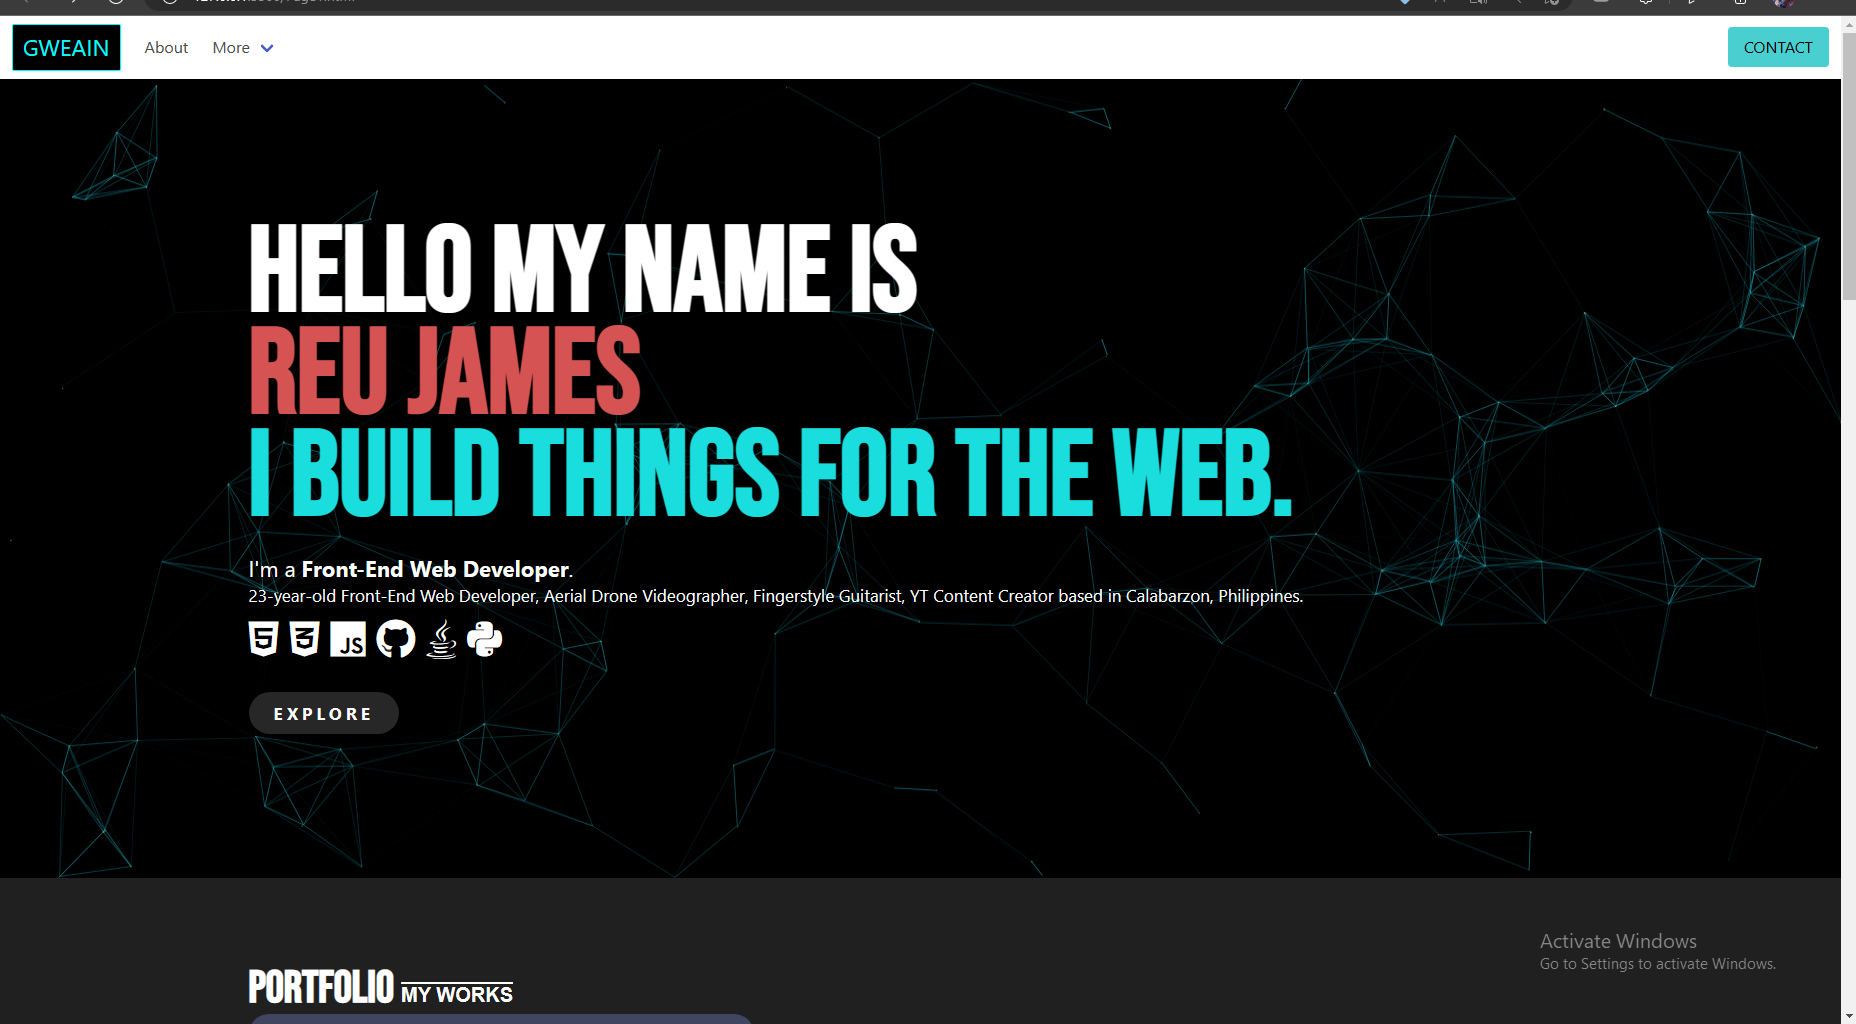 GWEAIN
About
More
CONTACT
HELLO MY NAME IS
REU JAMES
I BUILD THINGS FOR THE WEB.
I'm a Front-End Web Developer.
23-year-old Front-End Web Developer, Aerial Drone Videographer, Fingerstyle Guitarist, YT Content Creator based in Calabarzon, Philippines.
5 3 JS
EXPLORE
Activate Windows
Go to Settings to activate Windows.
PORTFOLIO MY WORKS